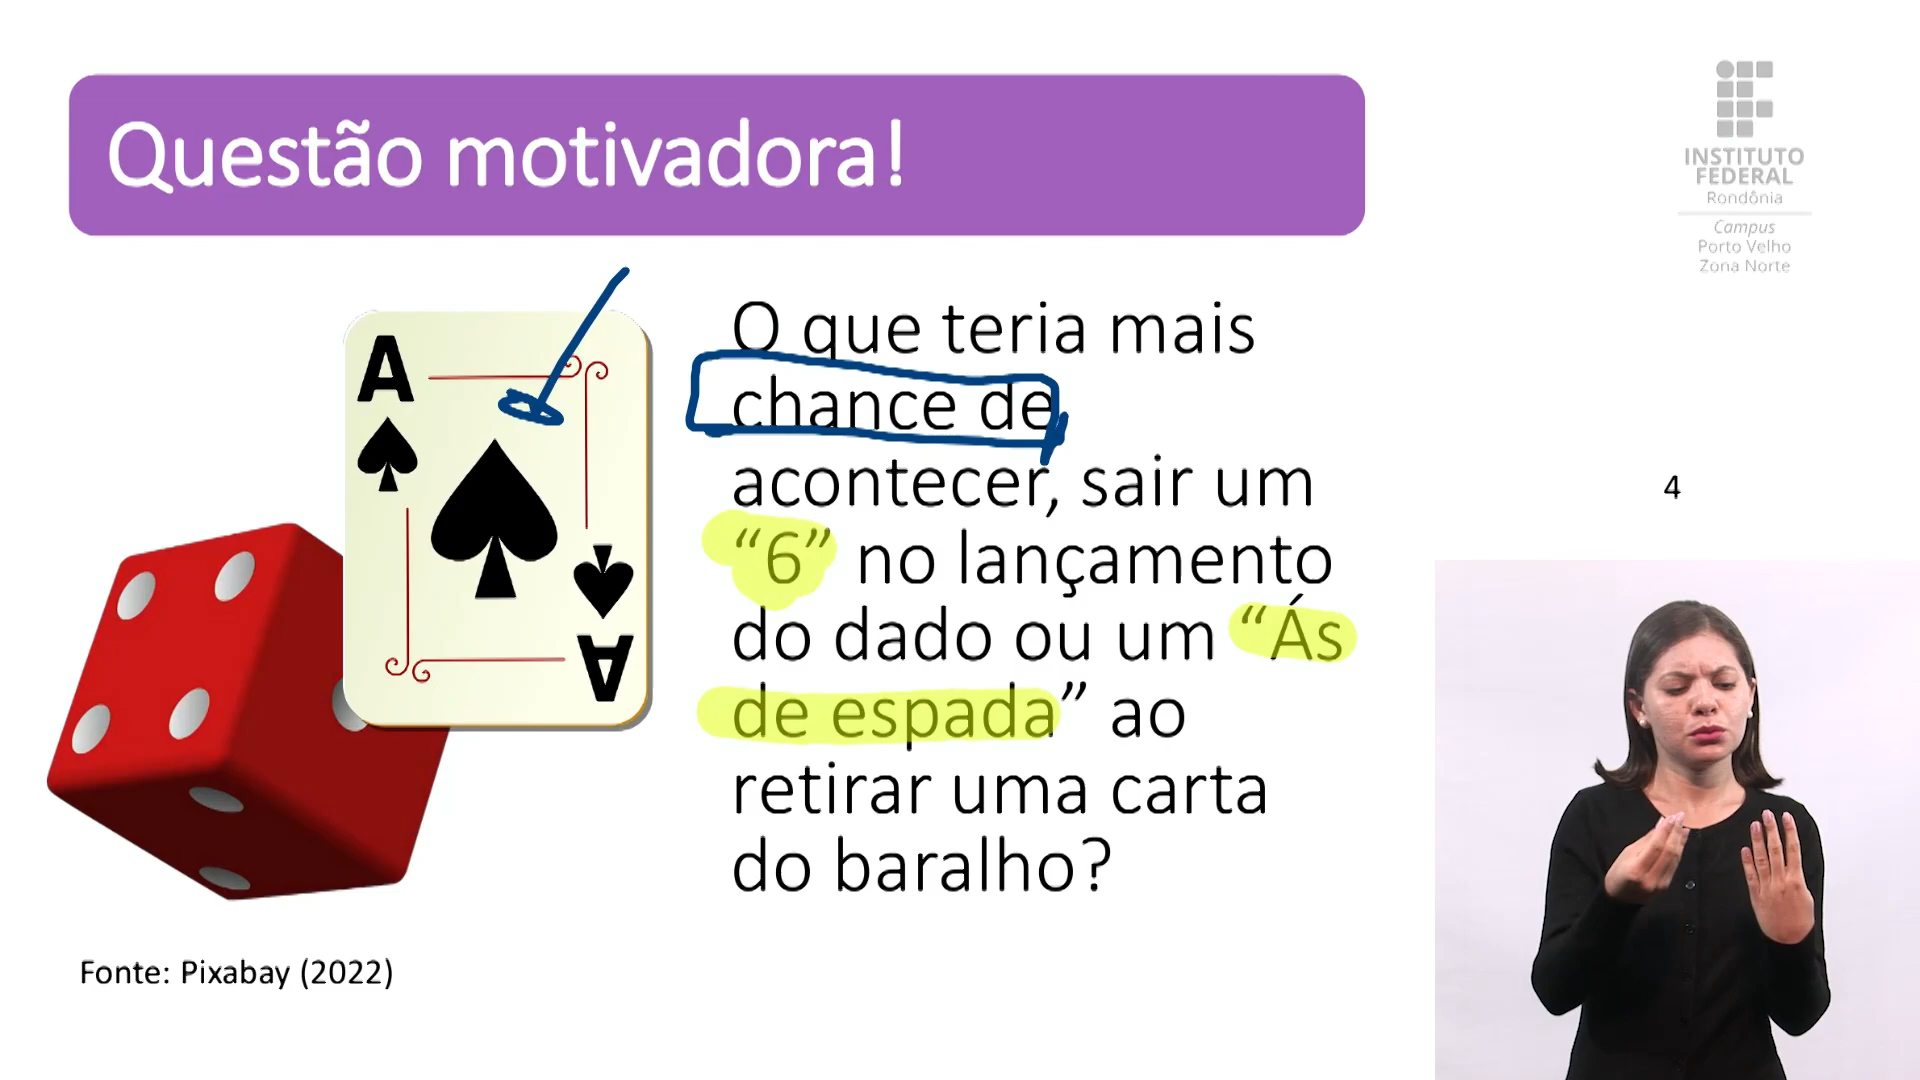 Questão motivadora!
INSTITUTO
FEDERAL
Rondônia
Campus
Porto Velho
Zona Norte
A
A
O que teria mais
chance de
acontecer, sair um
“6” no lançamento
do dado ou um “Ás
de espada” ao
retirar uma carta
do baralho?
4
Fonte: Pixabay (2022)